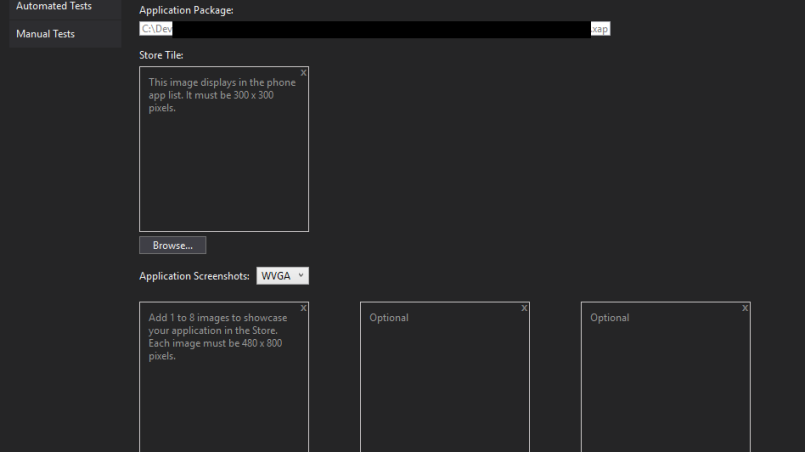 Automated Tests
Manual Tests
Application Package:
C:\Dev .xap
Store Tile:
x
This image displays in the phone
app list. It must be 300 x 300
pixels.
Browse...
Application Screenshots: WVGA
x
Add 1 to 8 images to showcase
your application in the Store.
Each image must be 480 x 800
pixels.
x
Optional
x
Optional